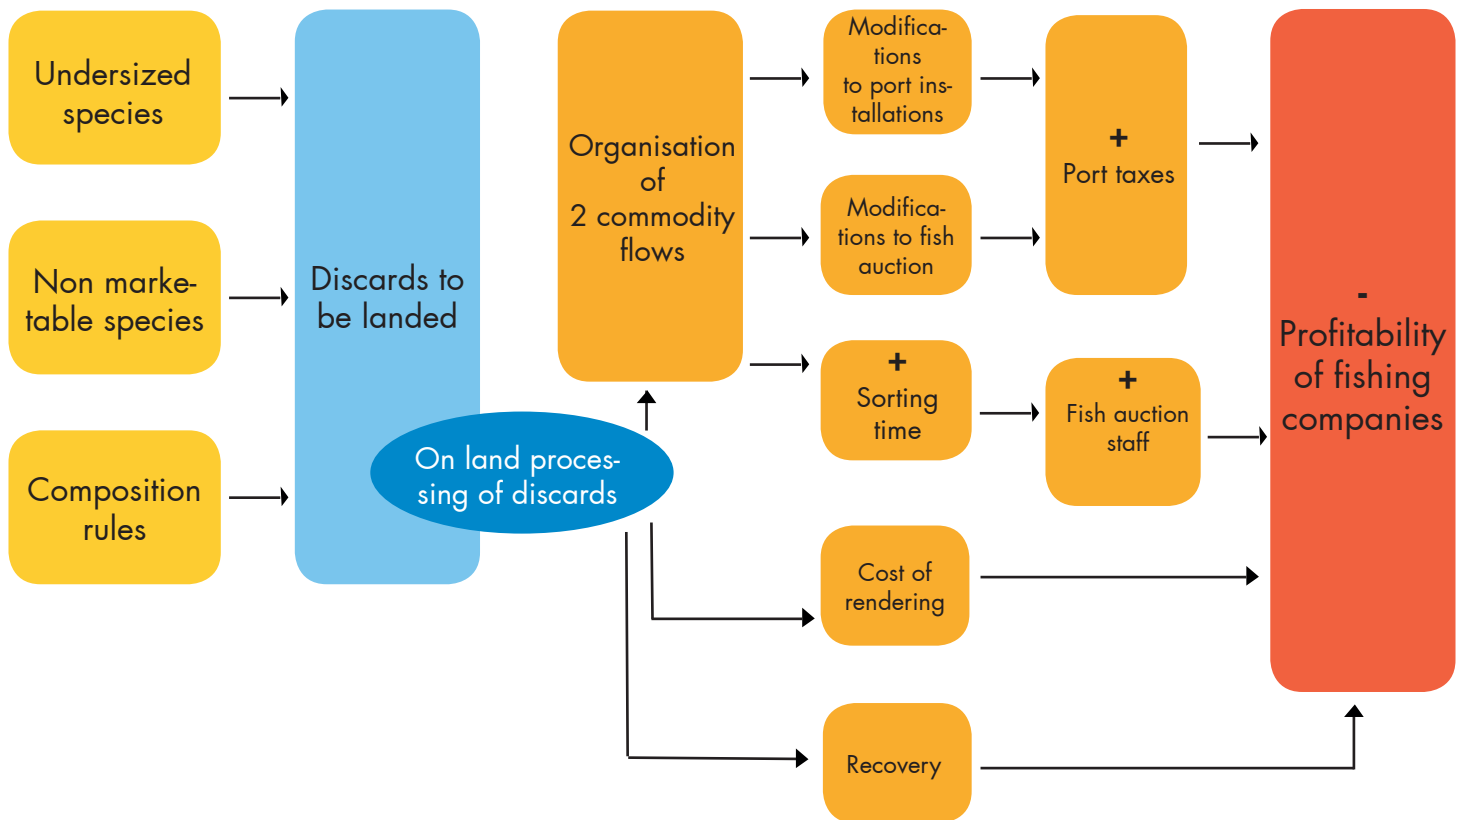 Undersized
species
Non marke-
table species
Composition
rules
Discards to
be landed
On land proces-
sing of discards
Organisation
of
2 commodity
flows
Modifica-
tions
to port ins-
tallations
Modifica-
tions to fish
auction
+
Sorting
time
Cost of
rendering
Recovery
+
Port taxes
+
Fish auction
staff
-
Profitability
of fishing
companies